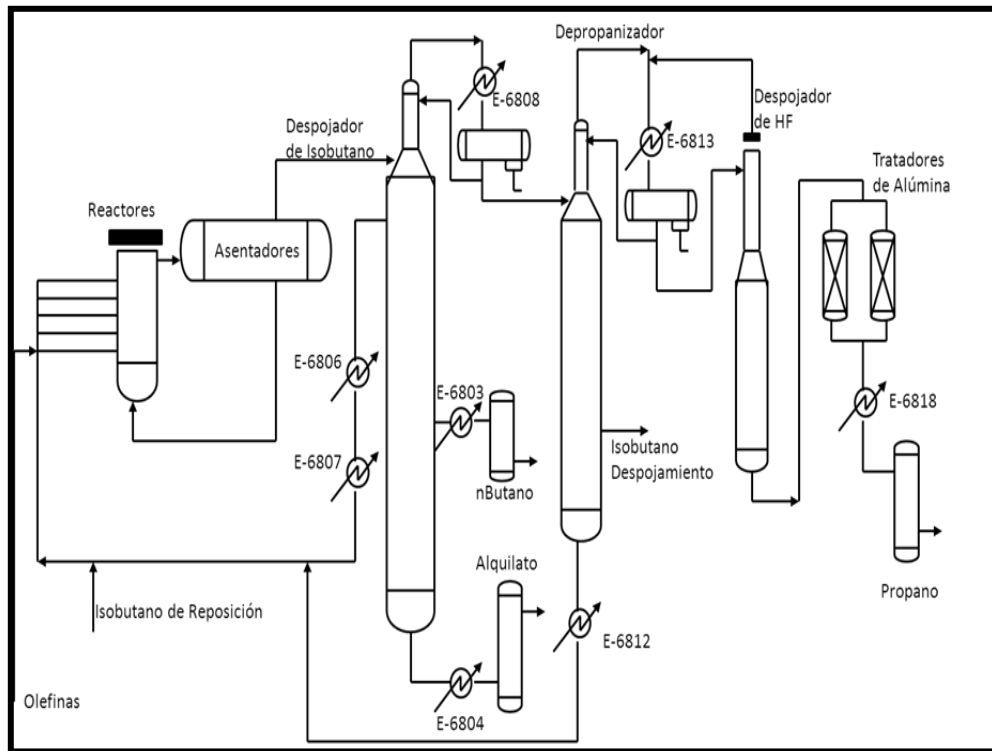 Depropanizador
E-6808
Despojador
de HF
Despojador
de Isobutano
E-6813
Tratadores
de Alúmina
Reactores
Asentadores
E-6806
E-6803
E-6818
E-6807
Isobutano
Despojamiento
nButano
Alquilato
Propano
Isobutano de Reposición
E-6812
Olefinas
E-6804